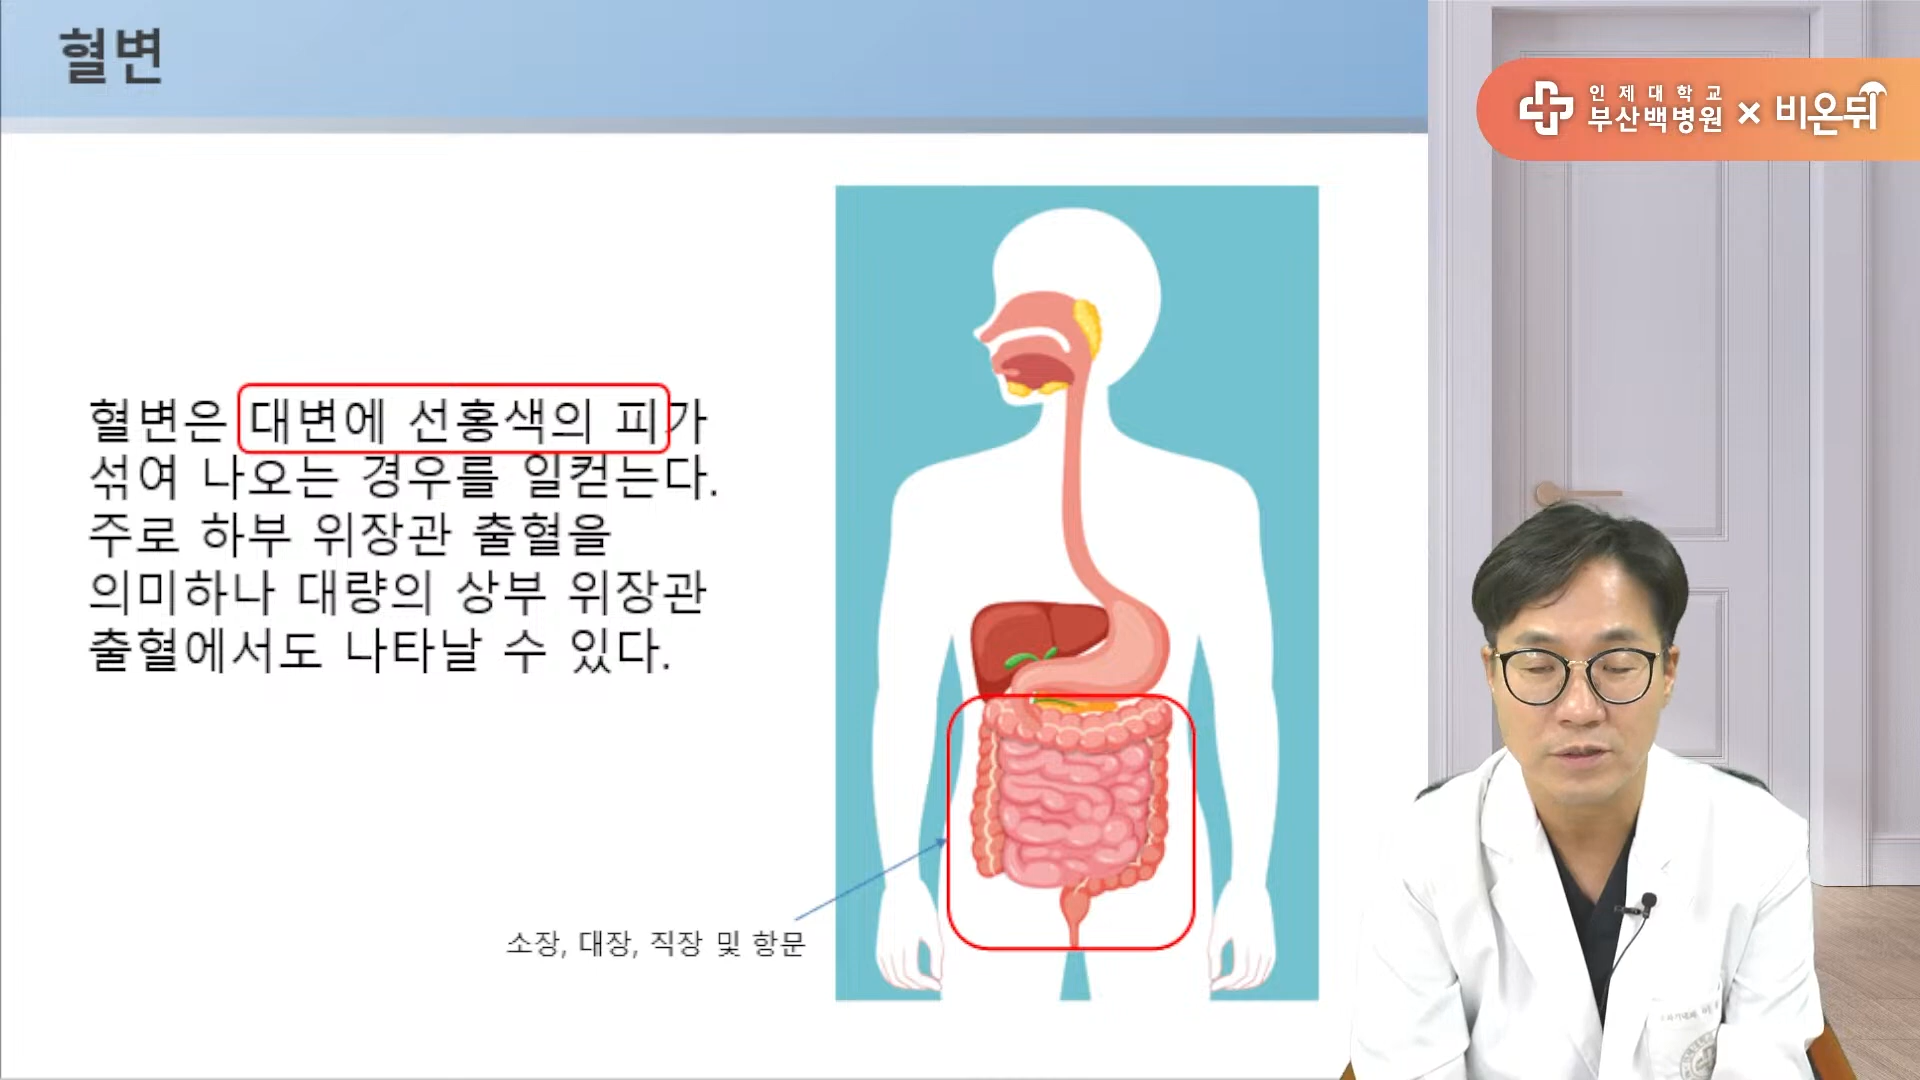 혈변
인제대학교
부산백병원 × 비온뒤
혈변은 대변에 선홍색의 피가
섞여 나오는 경우를 일컫는다.
주로 하부 위장관 출혈을
의미하나 대량의 상부 위장관
출혈에서도 나타날 수 있다.
소장, 대장, 직장 및 항문